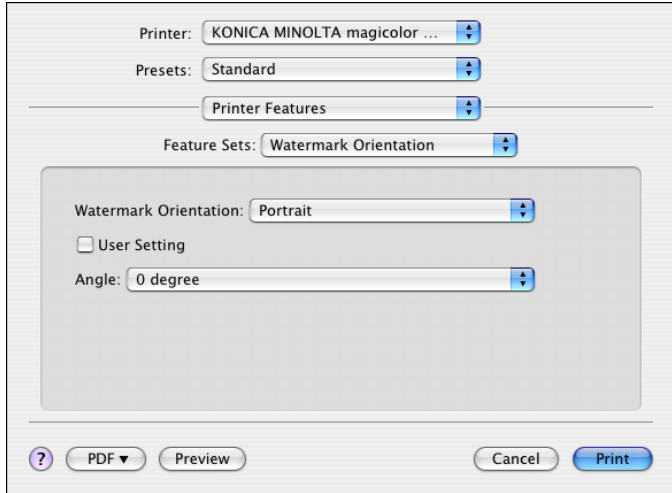 Printer: KONICA MINOLTA magicolor ...
Presets: Standard
Printer Features
Feature Sets: Watermark Orientation
Watermark Orientation: Portrait
User Setting
Angle: 0 degree
? PDF ▼ Preview Cancel Print